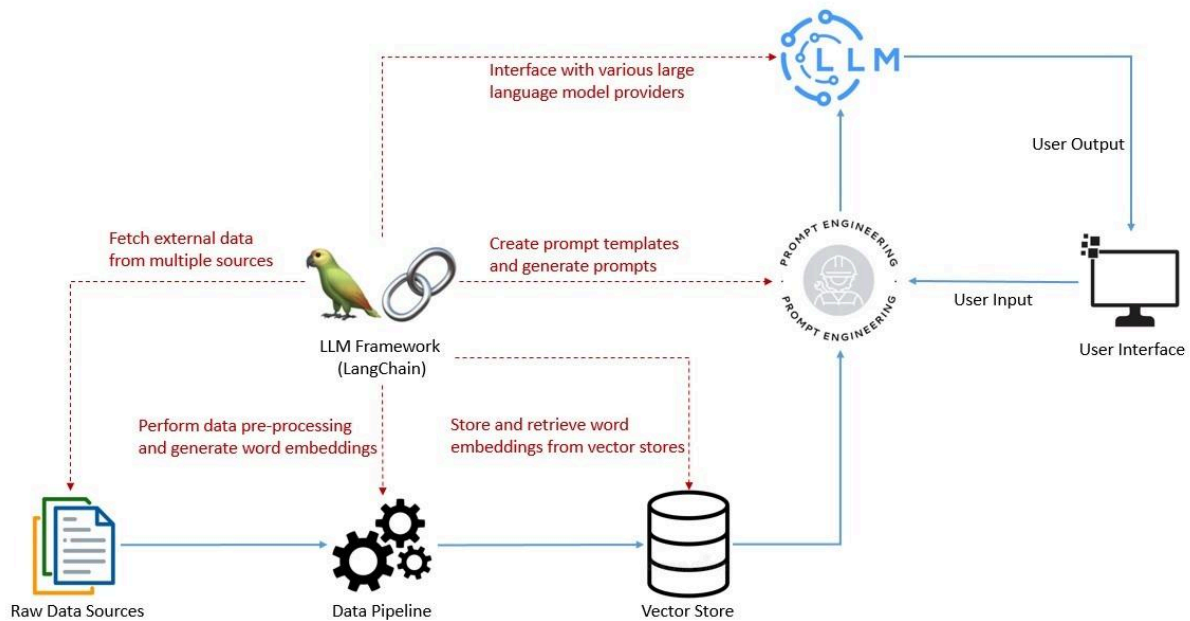 LLM
Interface with various large
language model providers
User Output
Fetch external data
from multiple sources
Create prompt templates
and generate prompts
PROMPT ENGINEERING
PROMPT ENGINEERING
User Input
User Interface
LLM Framework
(LangChain)
Perform data pre-processing
and generate word embeddings
Store and retrieve word
embeddings from vector stores
Raw Data Sources
Data Pipeline
Vector Store